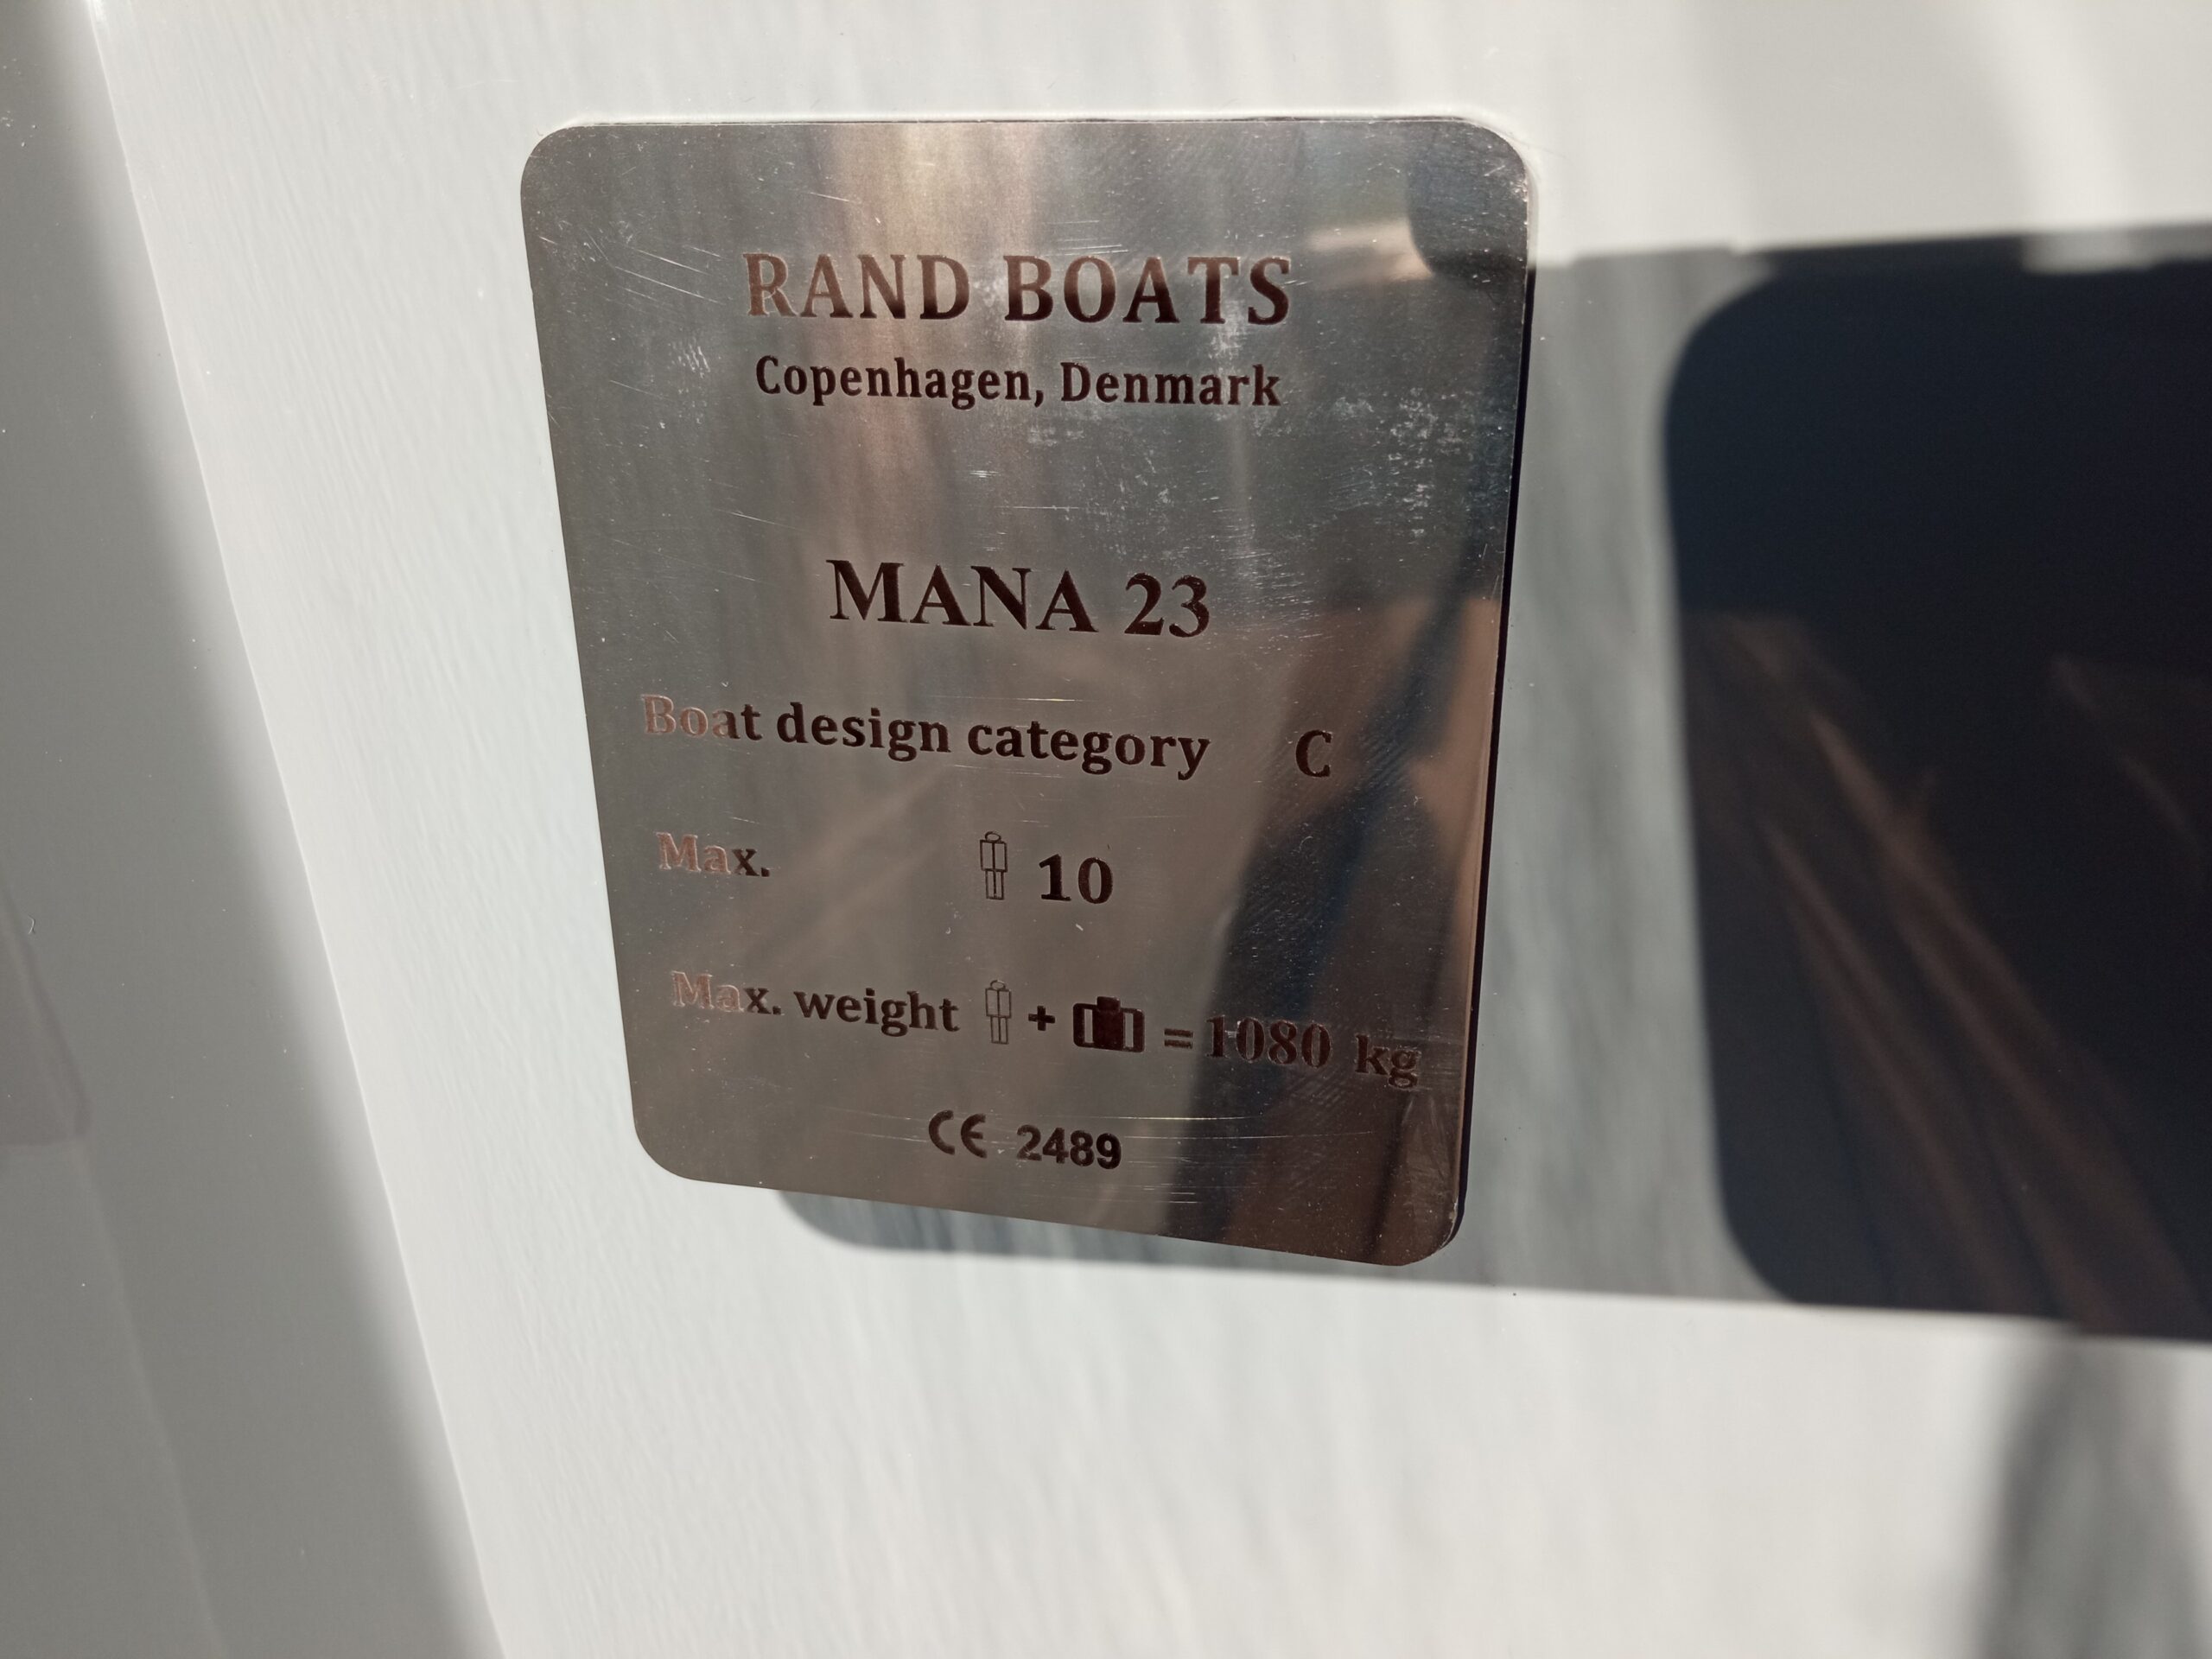 RAND BOATS
Copenhagen, Denmark
MANA 23
Boat design category C
Max. 10
Max. weight + = 1080 kg
CE 2489